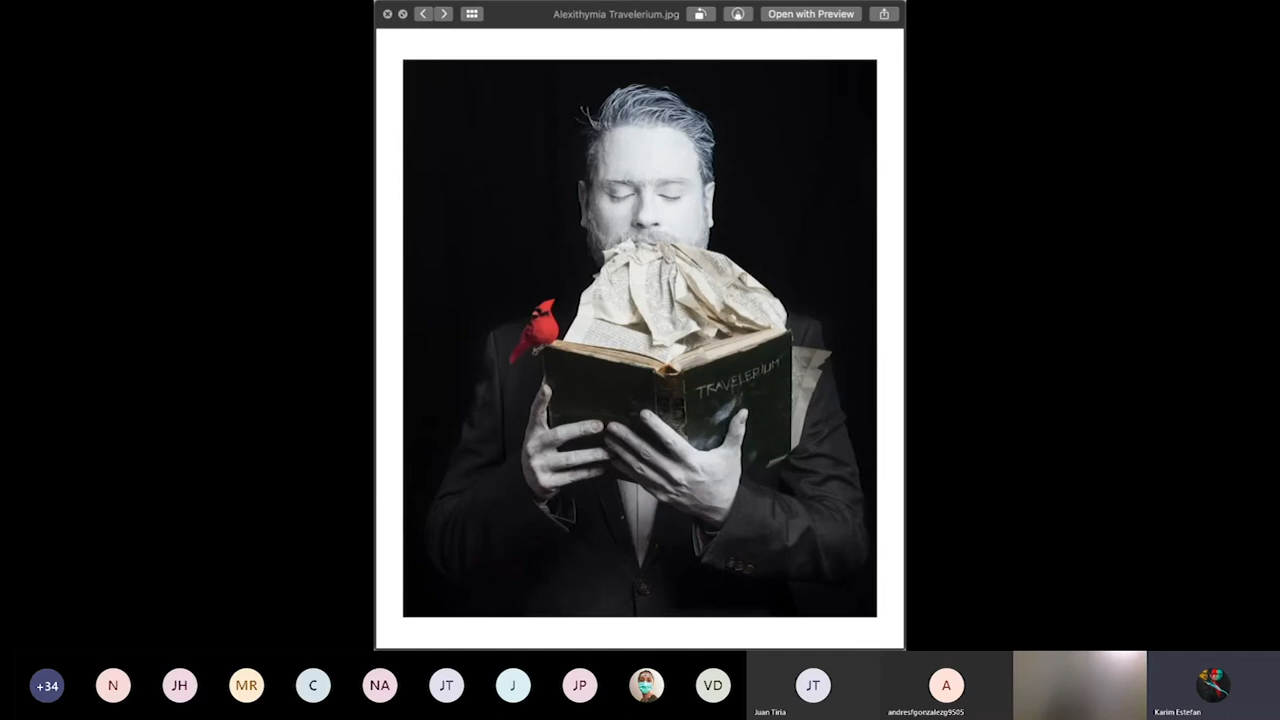 Alexithymia Travelerium.jpg
Open with Preview
TRAVELERIUM
+34
N
JH
MR
C
NA
JT
J
JP
VD
JT
Juan Tiria
A
andresfgonzalezg9505
Karim Estefan